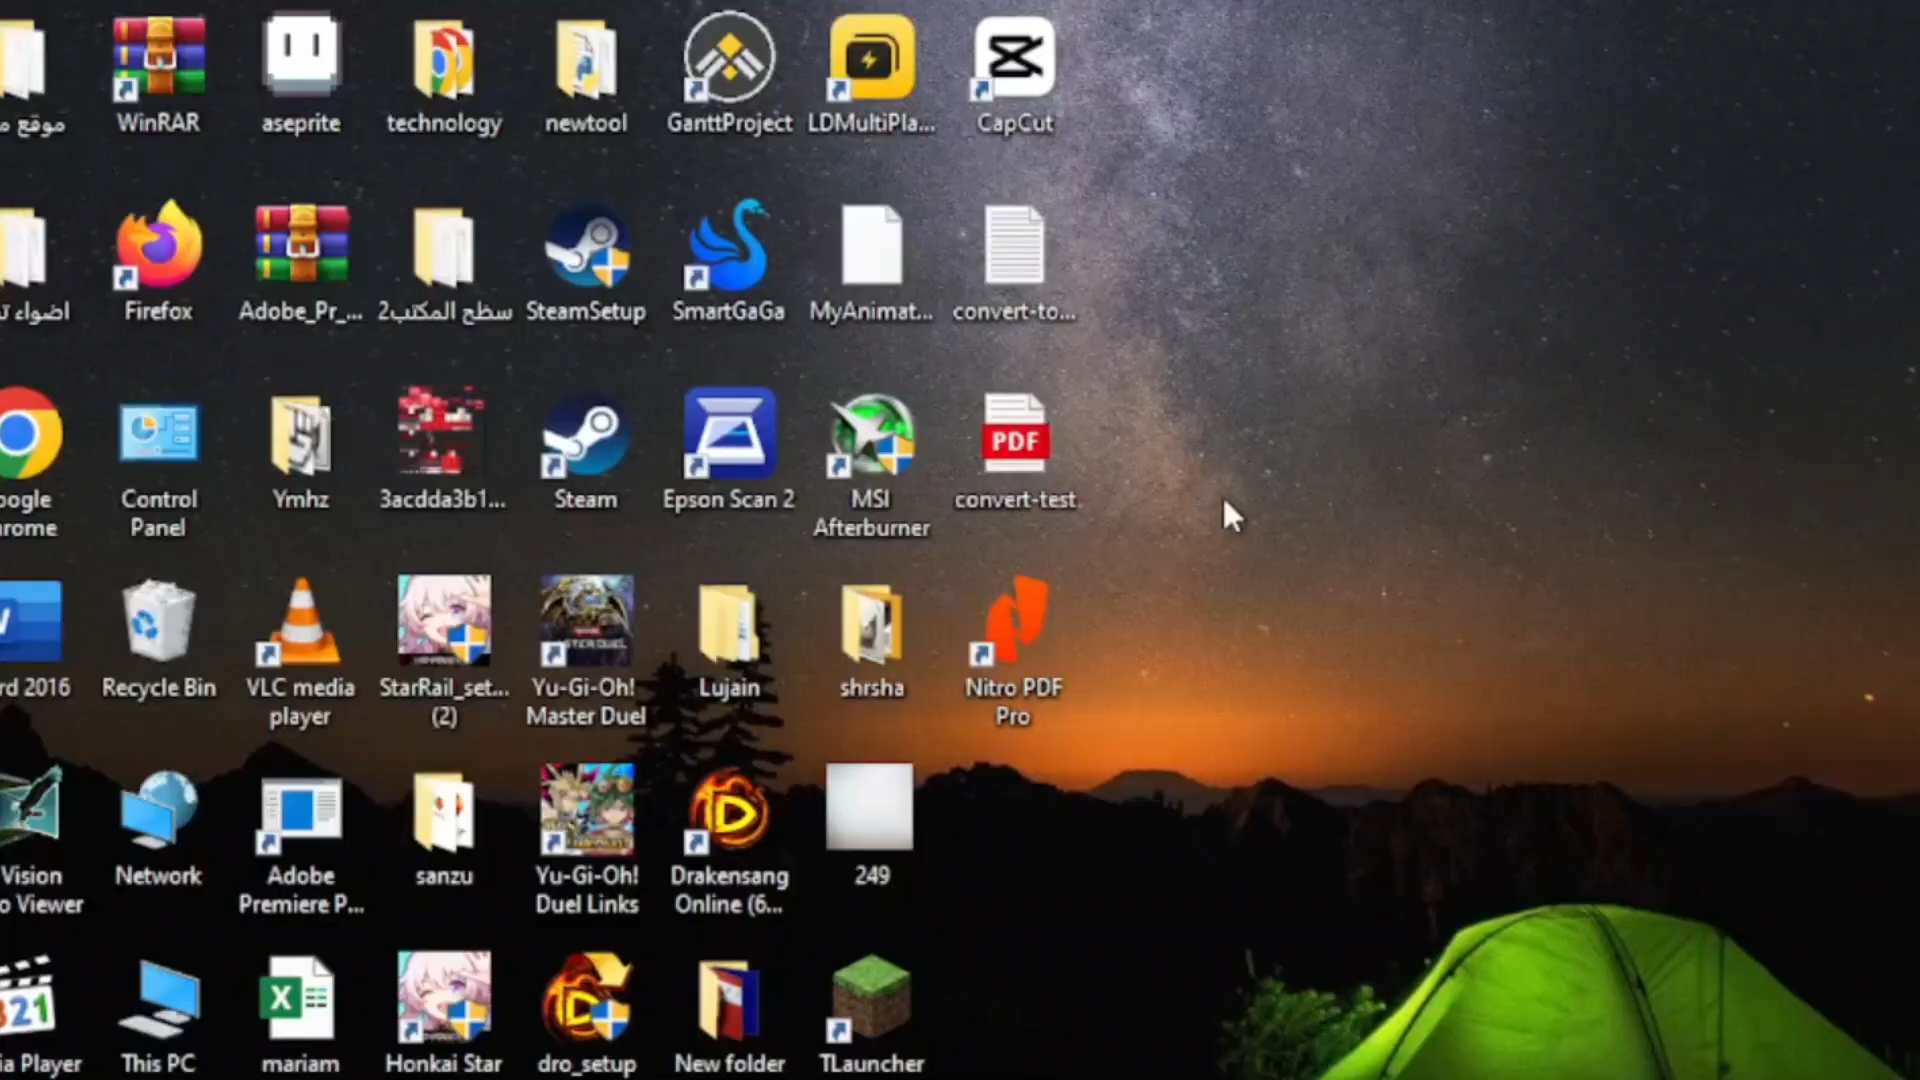 موقع
WinRAR
aseprite
technology
newtool
GanttProject
LDMultiPla...
CapCut
اضواء
Firefox
Adobe_Pr_...
سطح المكتب2
SteamSetup
SmartGaGa
MyAnimat...
convert-to...
oogle
rome
Control
Panel
Ymhz
3acdda3b1...
Steam
Epson Scan 2
MSI
Afterburner
PDF
convert-test
rd 2016
Recycle Bin
VLC media
player
StarRail_set...
(2)
Yu-Gi-Oh!
Master Duel
Lujain
shrsha
Nitro PDF
Pro
Vision
o Viewer
Network
Adobe
Premiere P...
sanzu
Yu-Gi-Oh!
Duel Links
Drakensang
Online (6...
249
321
ia Player
This PC
mariam
Honkai Star
dro_setup
New folder
TLauncher